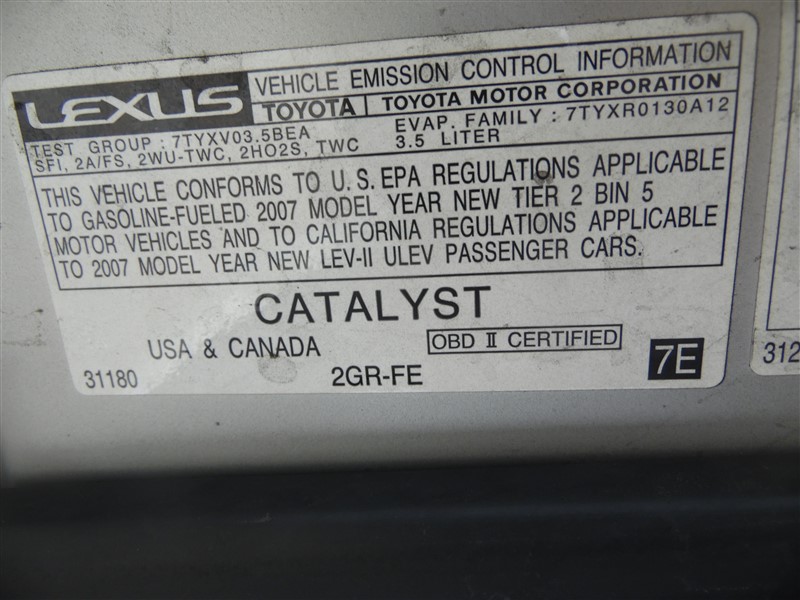 LEXUS
VEHICLE EMISSION CONTROL INFORMATION
TOYOTA TOYOTA MOTOR CORPORATION
TEST GROUP : 7TYXV03.5BEA EVAP. FAMILY : 7TYXR0130A12
SFI, 2A/FS, 2WU-TWC, 2HO2S, TWC 3.5 LITER
THIS VEHICLE CONFORMS TO U.S. EPA REGULATIONS APPLICABLE
TO GASOLINE-FUELED 2007 MODEL YEAR NEW TIER 2 BIN 5
MOTOR VEHICLES AND TO CALIFORNIA REGULATIONS APPLICABLE
TO 2007 MODEL YEAR NEW LEV-II ULEV PASSENGER CARS.
CATALYST
USA & CANADA OBD II CERTIFIED
31180 2GR-FE 7E
312